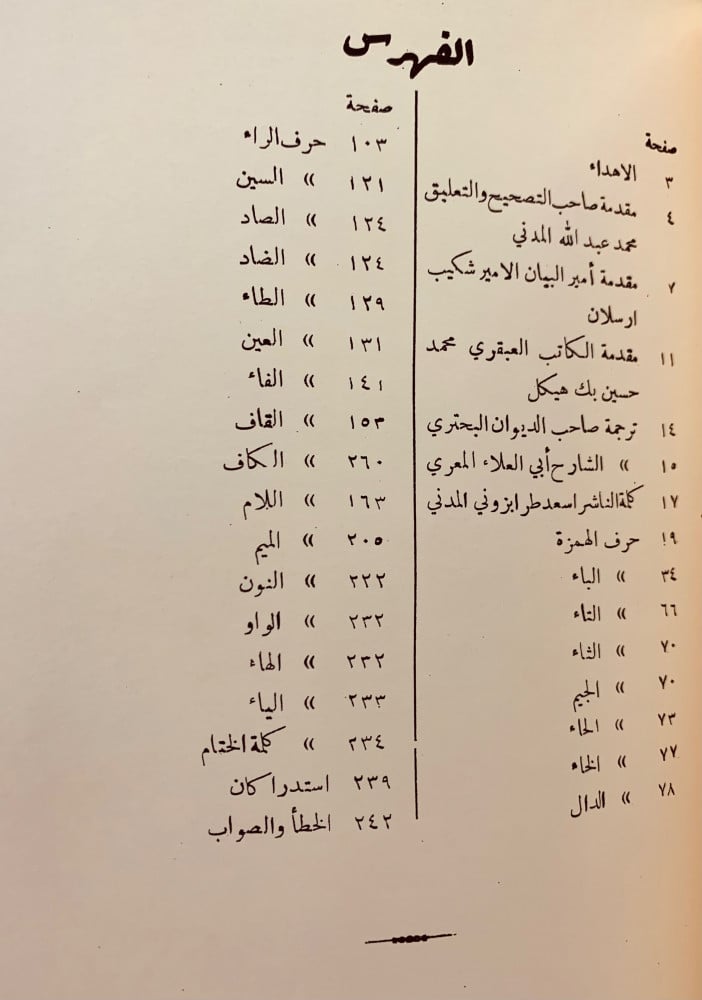 الفهرس
صفحة
٣ الاهداء
٤ مقدمة صاحب التصحيح والتعليق
محمد عبد الله المدني
٧ مقدمة أمير البيان الامير شكيب
ارسلان
١١ مقدمة الكاتب العبقري محمد
حسين بك هيكل
١٤ ترجمة صاحب الديوان البحتري
١٥ » الشارح أبي العلاء المعري
١٧ كلمة الناشر اسعد طرابزوني المدني
١٩ حرف الهمزة
٣٤ » الباء
٦٦ » التاء
٧٠ » الثاء
٧٠ » الجيم
٧٣ » الحاء
٧٧ » الخاء
٧٨ » الدال
صفحة
١٠٣ حرف الراء
١٢١ » السين
١٢٤ » الصاد
١٢٤ » الضاد
١٢٩ » الطاء
١٣١ » العين
١٤١ » الفاء
١٥٣ » القاف
٢٦٠ » الكاف
١٦٣ » اللام
٢٠٥ » الميم
٢٢٢ » النون
٢٣٢ » الواو
٢٣٢ » الهاء
٢٣٣ » الياء
٢٣٤ » كلمة الختام
٢٣٩ استدراكان
٢٤٢ الخطأ والصواب